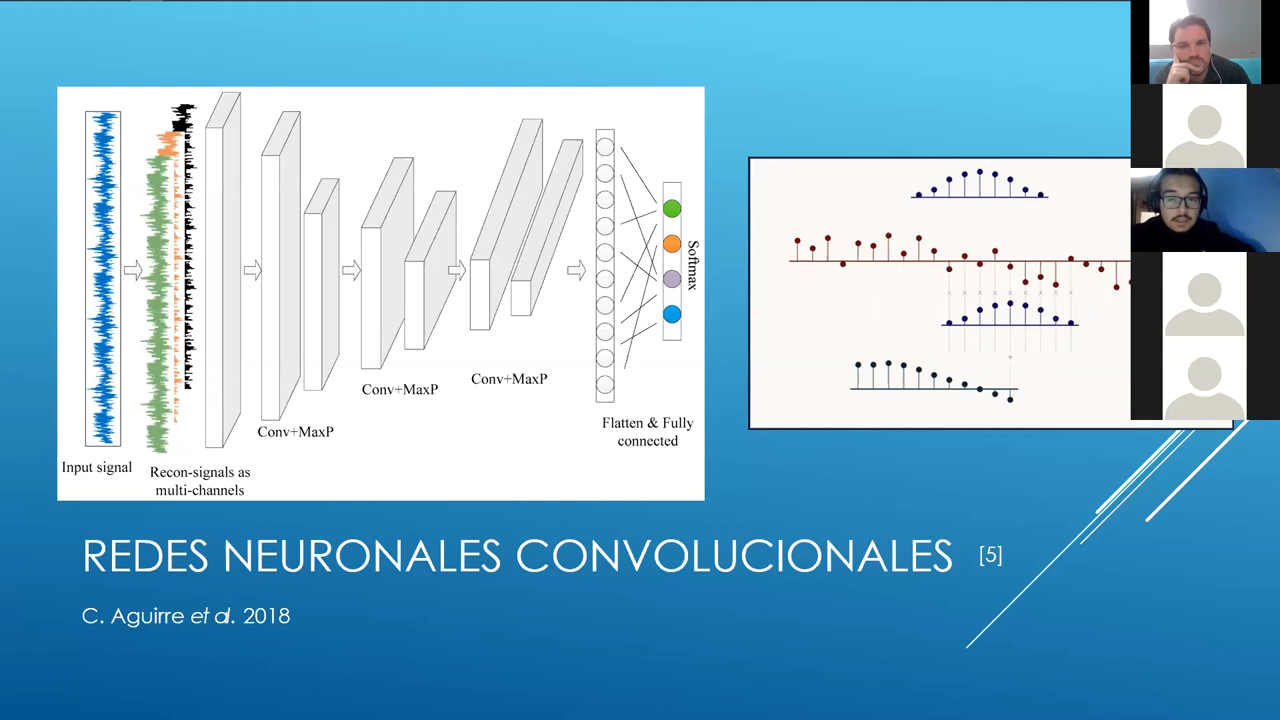 Input signal
Recon-signals as
multi-channels
Conv+MaxP
Conv+MaxP
Conv+MaxP
Flatten & Fully
connected
Softmax
REDES NEURONALES CONVOLUCIONALES [5]
C. Aguirre et al. 2018